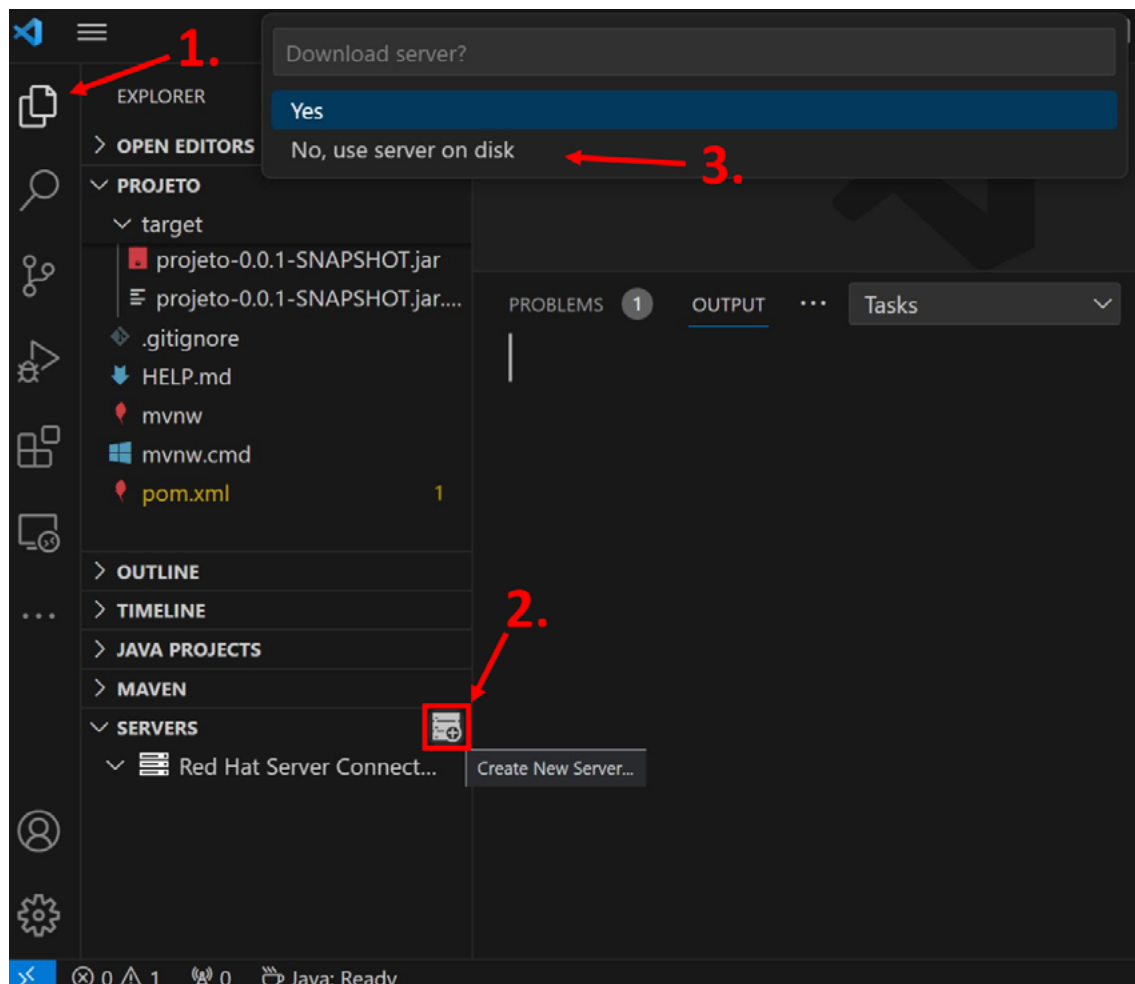 1.
Download server?
EXPLORER
Yes
OPEN EDITORS
No, use server on disk
3.
PROJETO
target
projeto-0.0.1-SNAPSHOT.jar
projeto-0.0.1-SNAPSHOT.jar....
PROBLEMS 1 OUTPUT ... Tasks
.gitignore
HELP.md
mvnw
mvnw.cmd
pom.xml 1
OUTLINE
TIMELINE
2.
JAVA PROJECTS
MAVEN
SERVERS
Red Hat Server Connect...
Create New Server...
0 1 0 Java: Ready